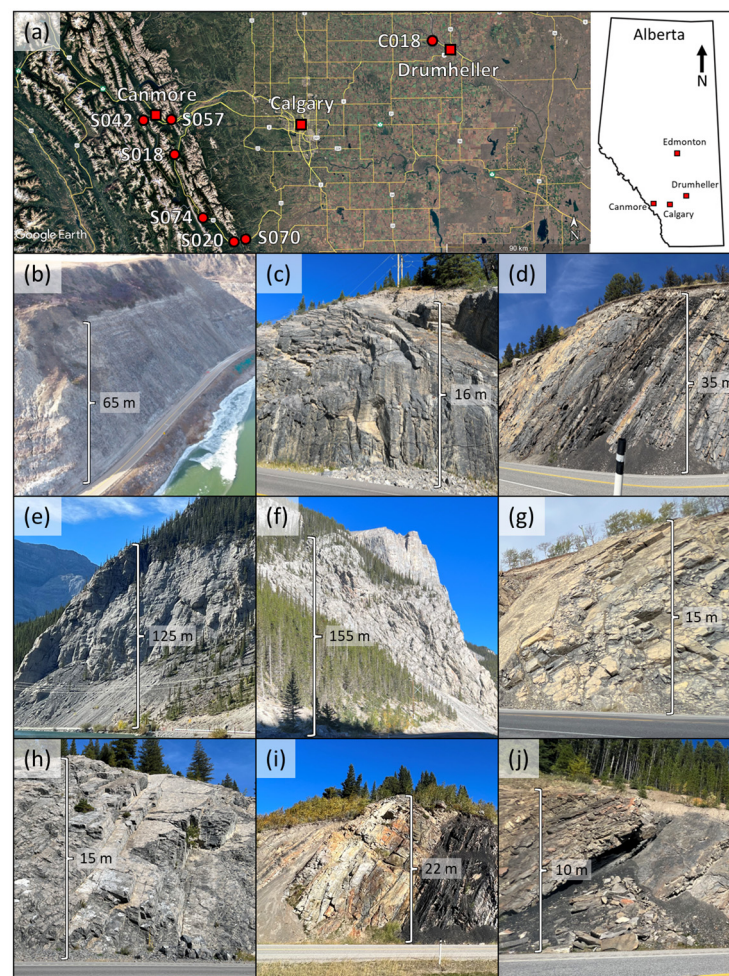 (a)
C018
Drumheller
Canmore
S042
S057
Calgary
S018
S074
S020
S070
Google Earth
90 km
N
Alberta
N
Edmonton
Drumheller
Canmore
Calgary
(b)
65 m
(c)
16 m
(d)
35 m
(e)
125 m
(f)
155 m
(g)
15 m
(h)
15 m
(i)
22 m
(j)
10 m